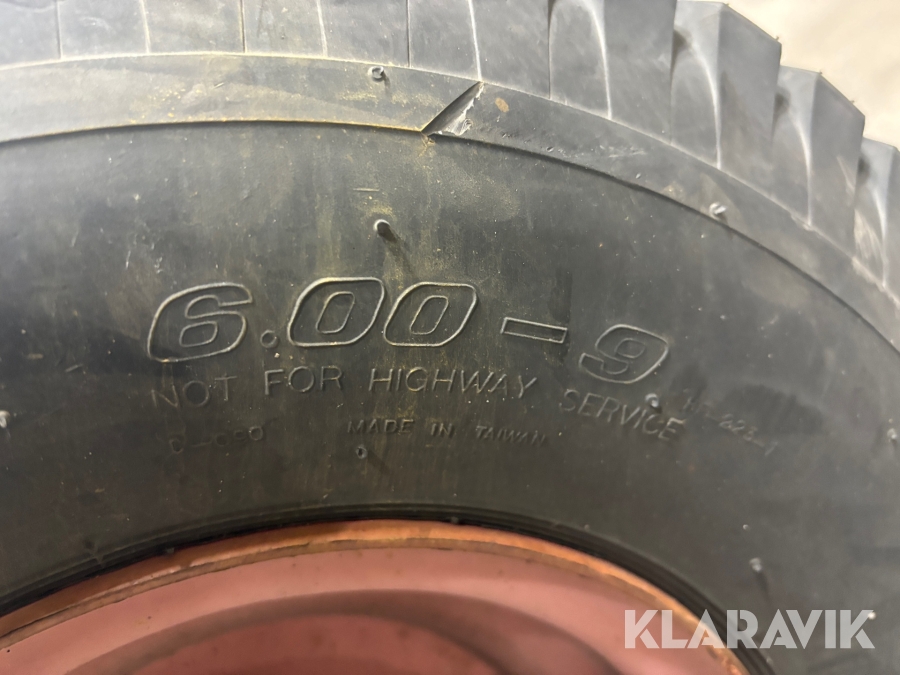 6.00-9
NOT FOR HIGHWAY SERVICE
MADE IN TAIWAN
KLARAVIK